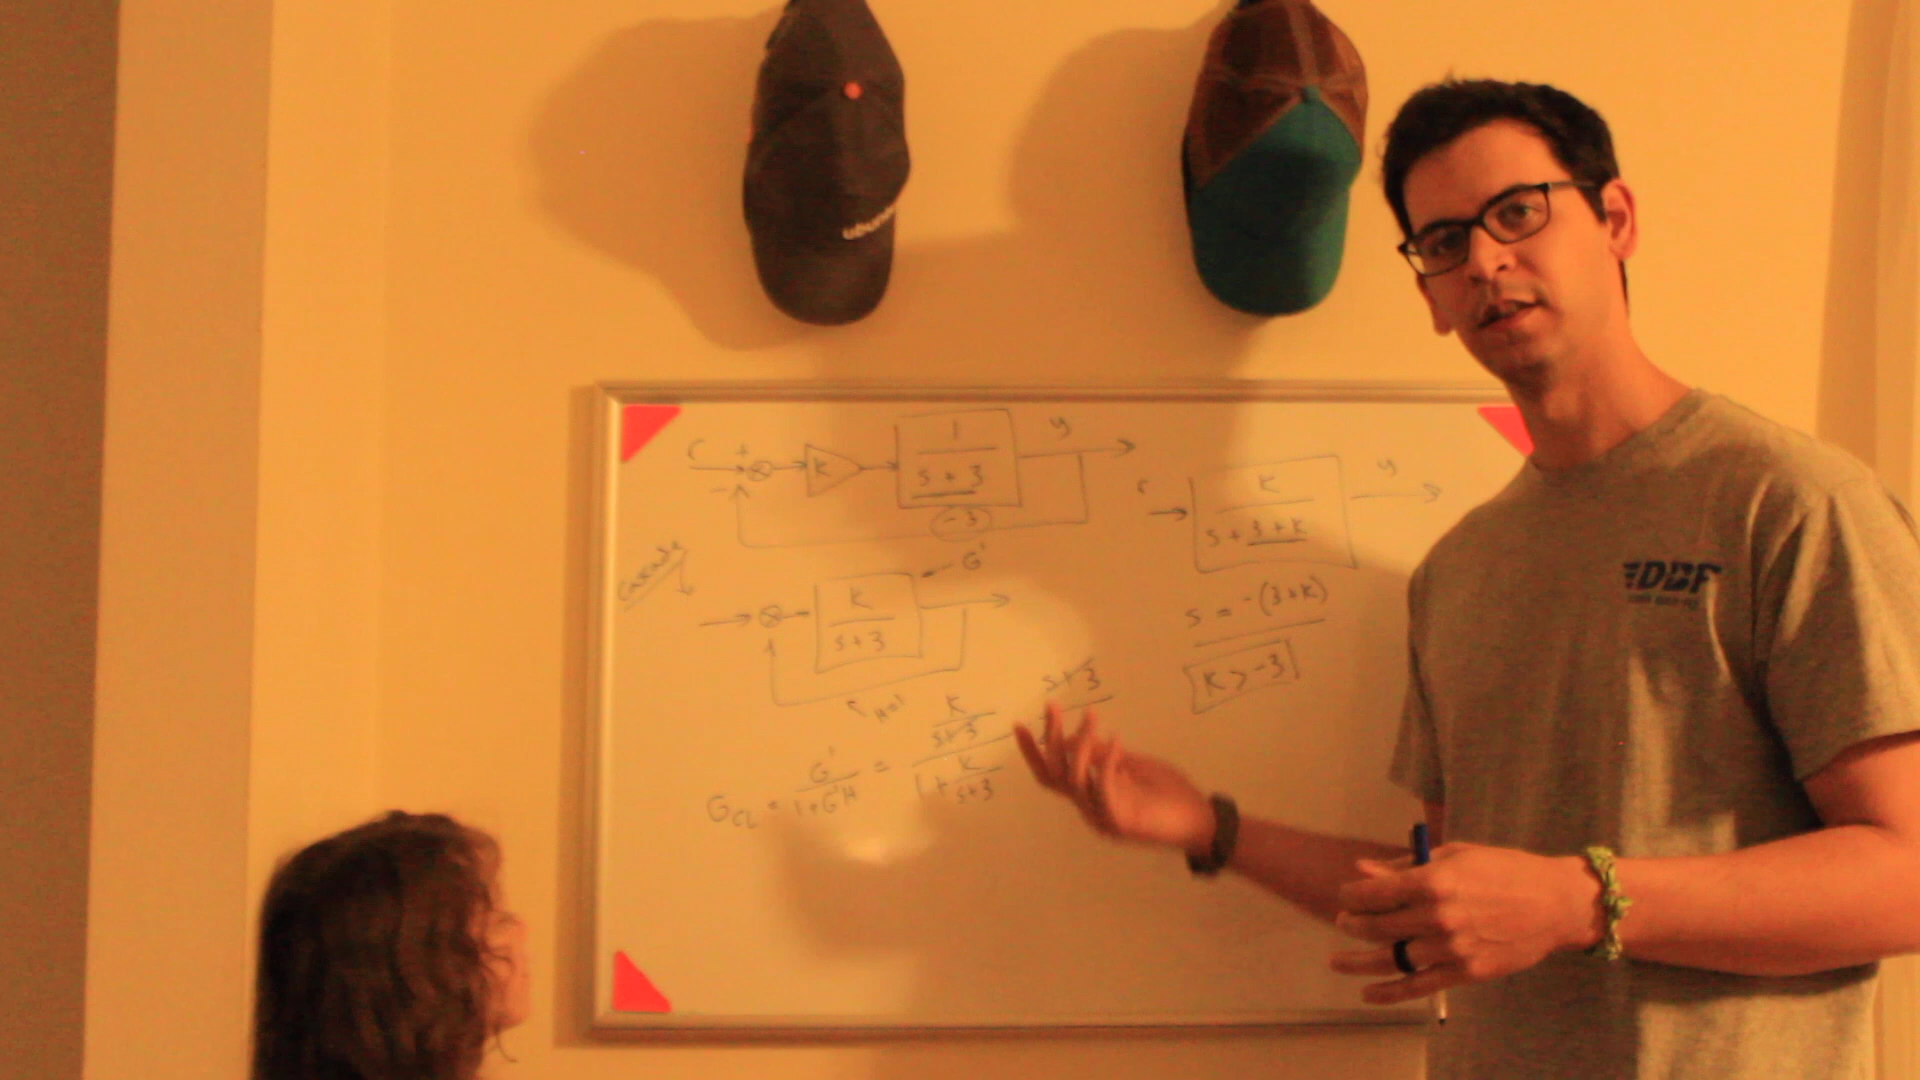 r + K 1 y
s+3
-
-3
r K y
s+3+K
Cascade
G'
K
s+3
H=1
s = -(3+K)
K > -3
G_CL = G' / 1+G'H = K/s+3 / 1+K/s+3
s+3
DBF